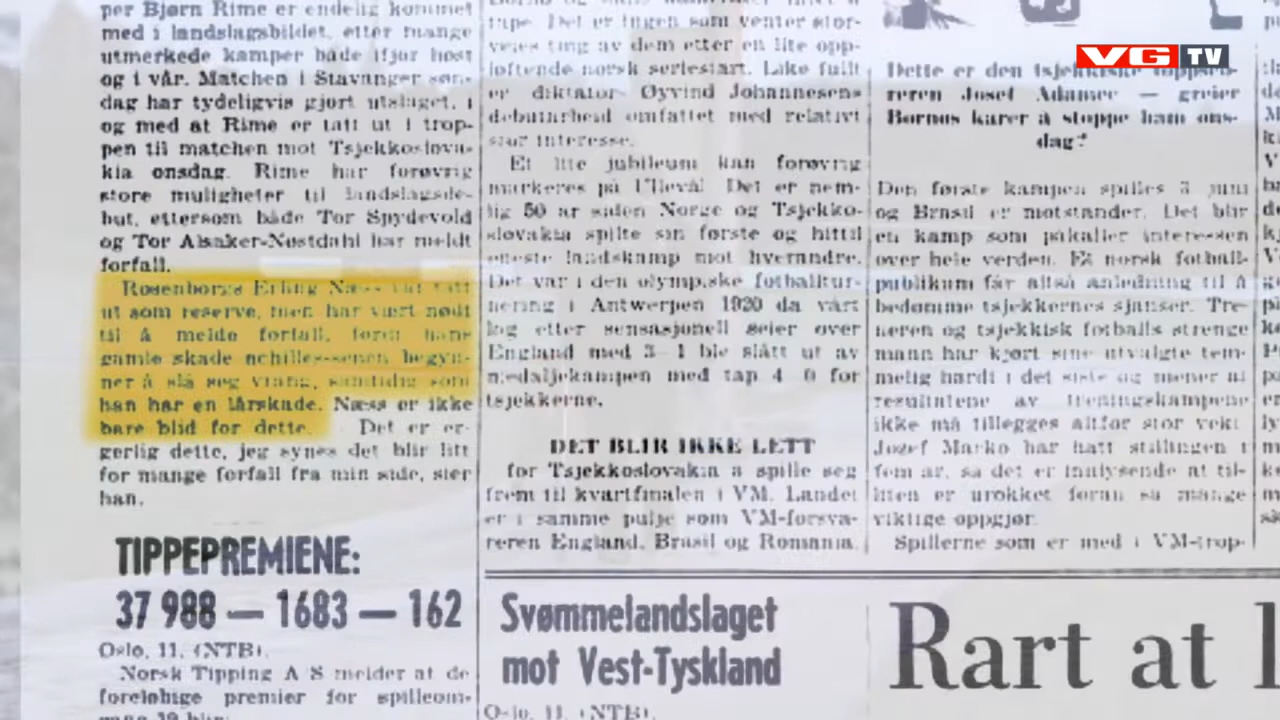 per Bjørn Rime er endelig kommet
med i landslagsbildet, etter mange
utmerkede kamper både ifjor høst
og i vår. Matchen i Stavanger søn-
dag har tydeligvis gjort utslaget, i
og med at Rime er tatt ut i trop-
pen til matchen mot Tsjekkoslova-
kia onsdag. Rime har forøvrig
store muligheter til landslagsde-
but, ettersom både Tor Spydevold
og Tor Alsaker-Nøstdahl har meldt
forfall.
Rosenborgs Erling Næss var tatt
ut som reserve, men har vært nødt
til å melde forfall, fordi hans
gamle skade achillessenen begyn-
ner å slå seg vrang, samtidig som
han har en lårskade. Næss er ikke
bare blid for dette. Det er er-
gerlig dette, jeg synes det blir litt
for mange forfall fra min side, sier
han.
TIPPEPREMIENE:
37 988 — 1683 — 162
Oslo, 11. (NTB).
Norsk Tipping A/S melder at de
foreløbige premier for spilleom-
tape. Det er ingen som venter stor-
veies ting av dem etter en lite opp-
løftende norsk seriestart. Like fullt
er diktator Øyvind Johannesens
debutarbeid omfattet med relativt
stor interesse.
Et lite jubileum kan forøvrig
markeres på Ullevål. Det er nem-
lig 50 år siden Norge og Tsjekko-
slovakia spilte sin første og hittil
eneste landskamp mot hverandre.
Det var i den olympiske fotballtur-
nering i Antwerpen 1920 da vårt
lag etter sensasjonell seier over
England med 3–1 ble slått ut av
medaljekampen med tap 4–0 for
tsjekkerne.
DET BLIR IKKE LETT
for Tsjekkoslovakia å spille seg
frem til kvartfinalen i VM. Landet
er i samme pulje som VM-forsva-
reren England, Brasil og Romania.
Svømmelandslaget
mot Vest-Tyskland
Oslo, 11. (NTB).
VG TV
Dette er den tsjekkiske toppsco-
reren Josef Adamec — greier
Bornøs karer å stoppe ham ons-
dag?
Den første kampen spilles 3. juni
og Brasil er motstander. Det blir
en kamp som påkaller interessen
over hele verden. Et norsk fotball-
publikum får altså anledning til å
bedømme tsjekkernes sjanser. Tre-
neren og tsjekkisk fotballs strenge
mann har kjørt sine utvalgte tem-
melig hardt i det siste og mener at
resultatene av treningskampene
ikke må tillegges altfor stor vekt.
Jozef Marko har hatt stillingen i
fem år, så det er innlysende at til-
liten er urokket foran så mange
viktige oppgjør.
Spillerne som er med i VM-trop-
Rart at